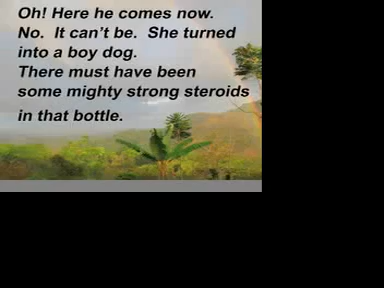 Oh! Here he comes now.
No.  It can't be.  She turned
into a boy dog.
There must have been
some mighty strong steroids
in that bottle.